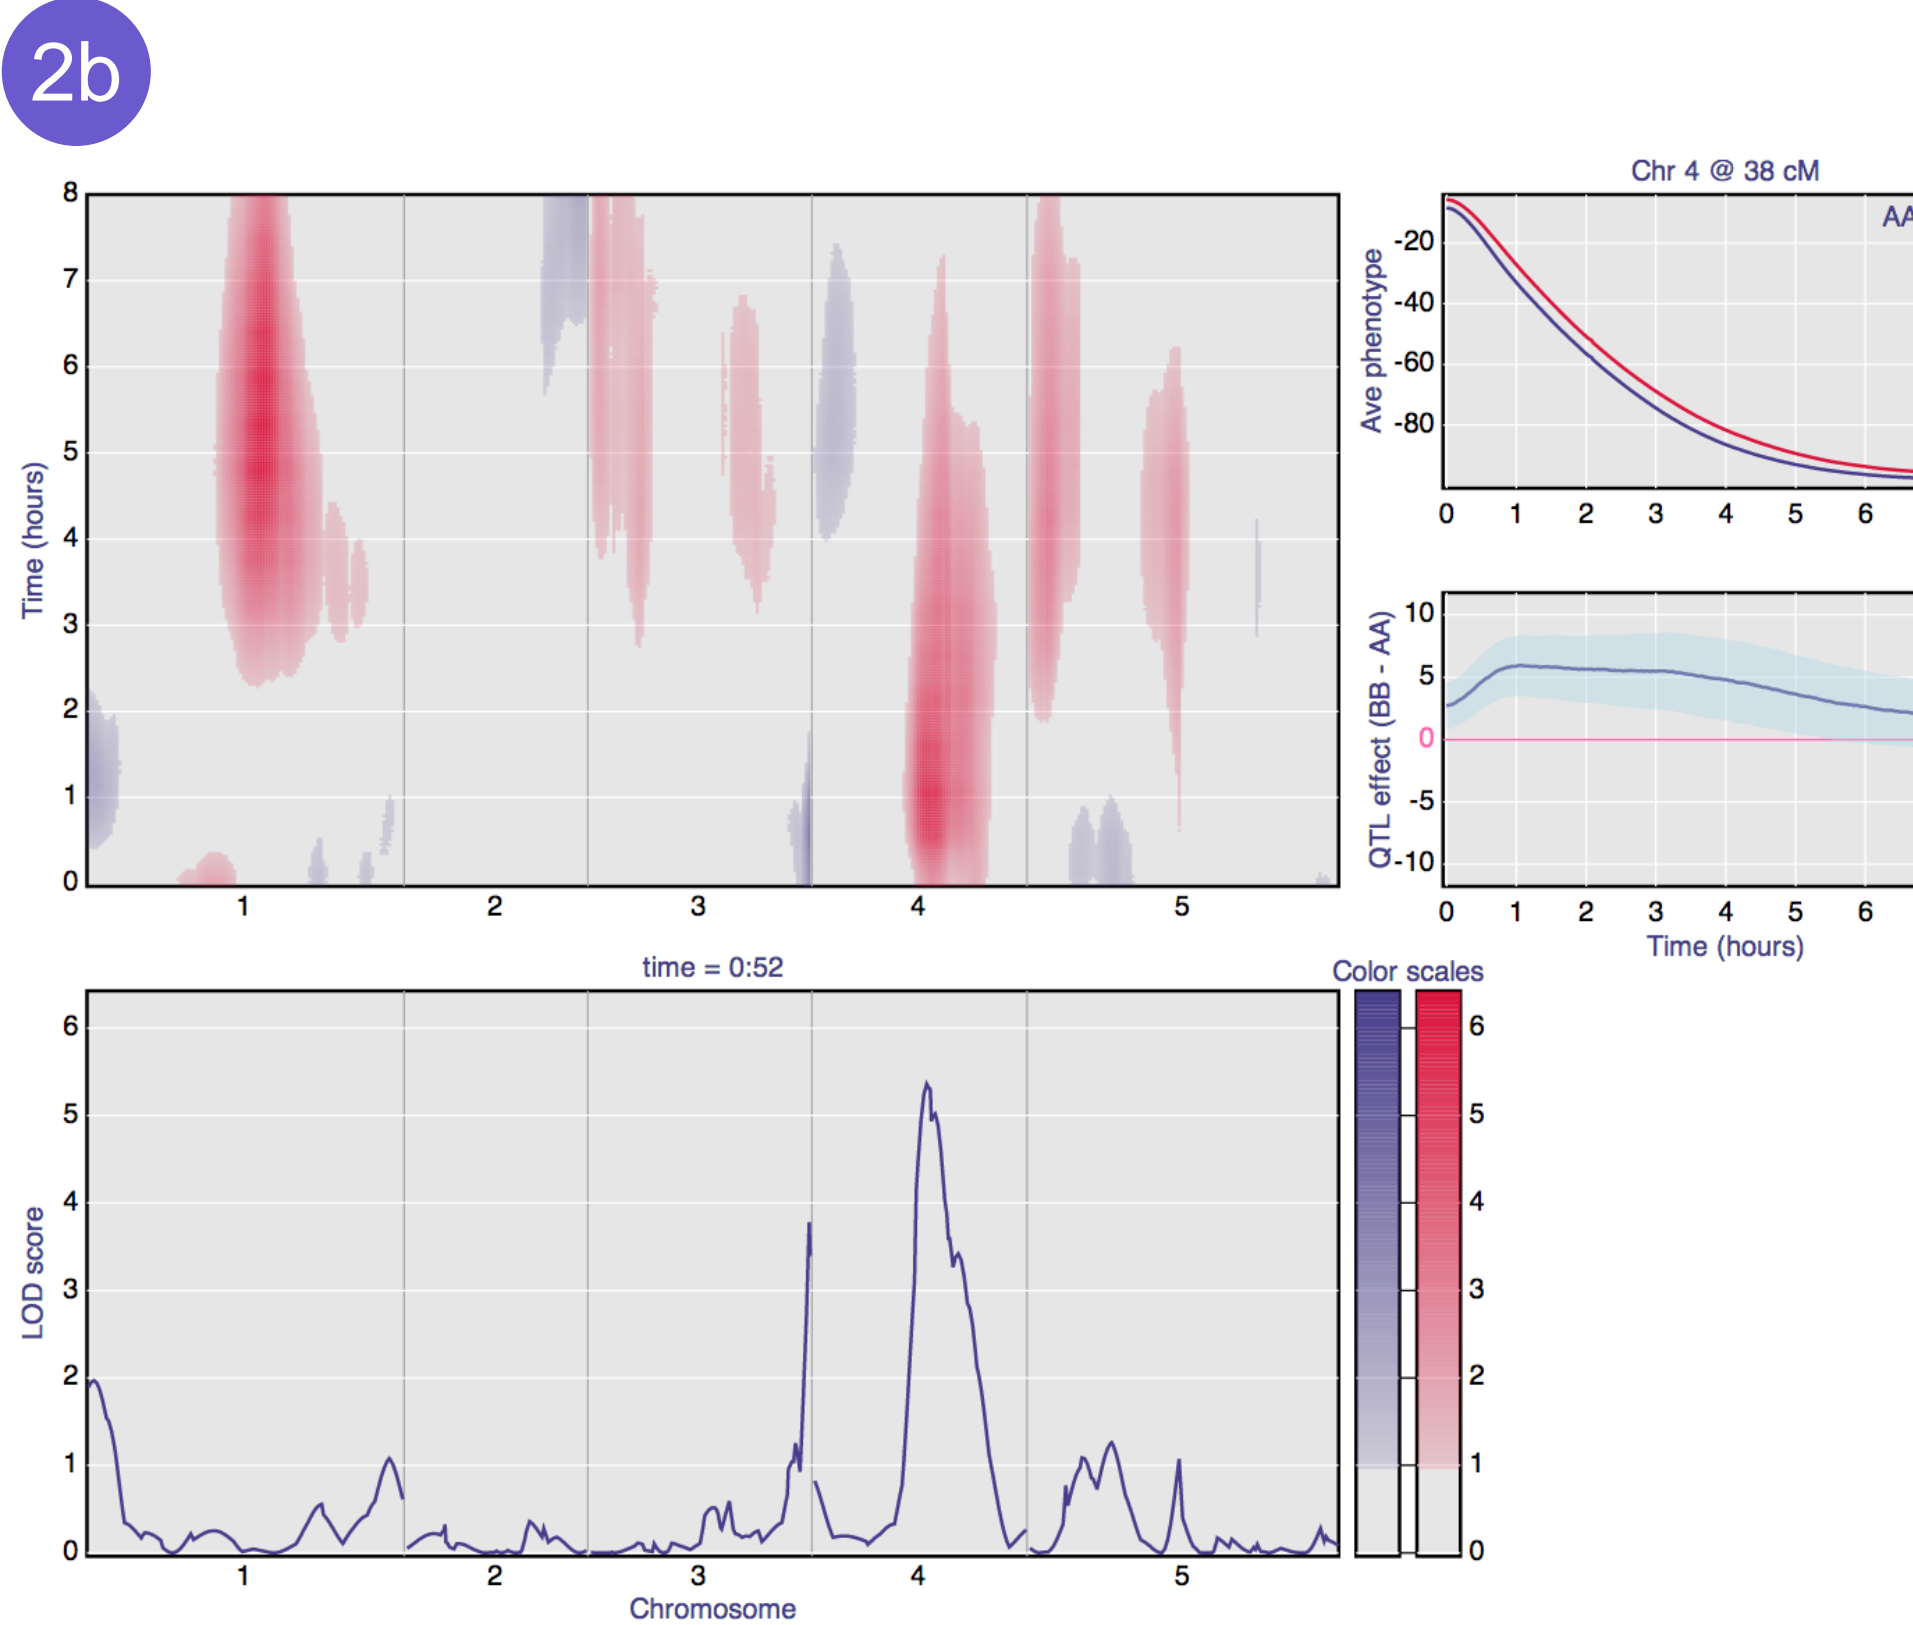 2b
Chr 4 @ 38 cM
8
7
6
5
4
3
2
1
0
Time (hours)
1 2 3 4 5
-20
-40
-60
-80
Ave phenotype
AA
0 1 2 3 4 5 6
10
5
0
-5
-10
QTL effect (BB - AA)
0 1 2 3 4 5 6
Time (hours)
time = 0:52
6
5
4
3
2
1
0
LOD score
1 2 3 4 5
Chromosome
Color scales
6
5
4
3
2
1
0